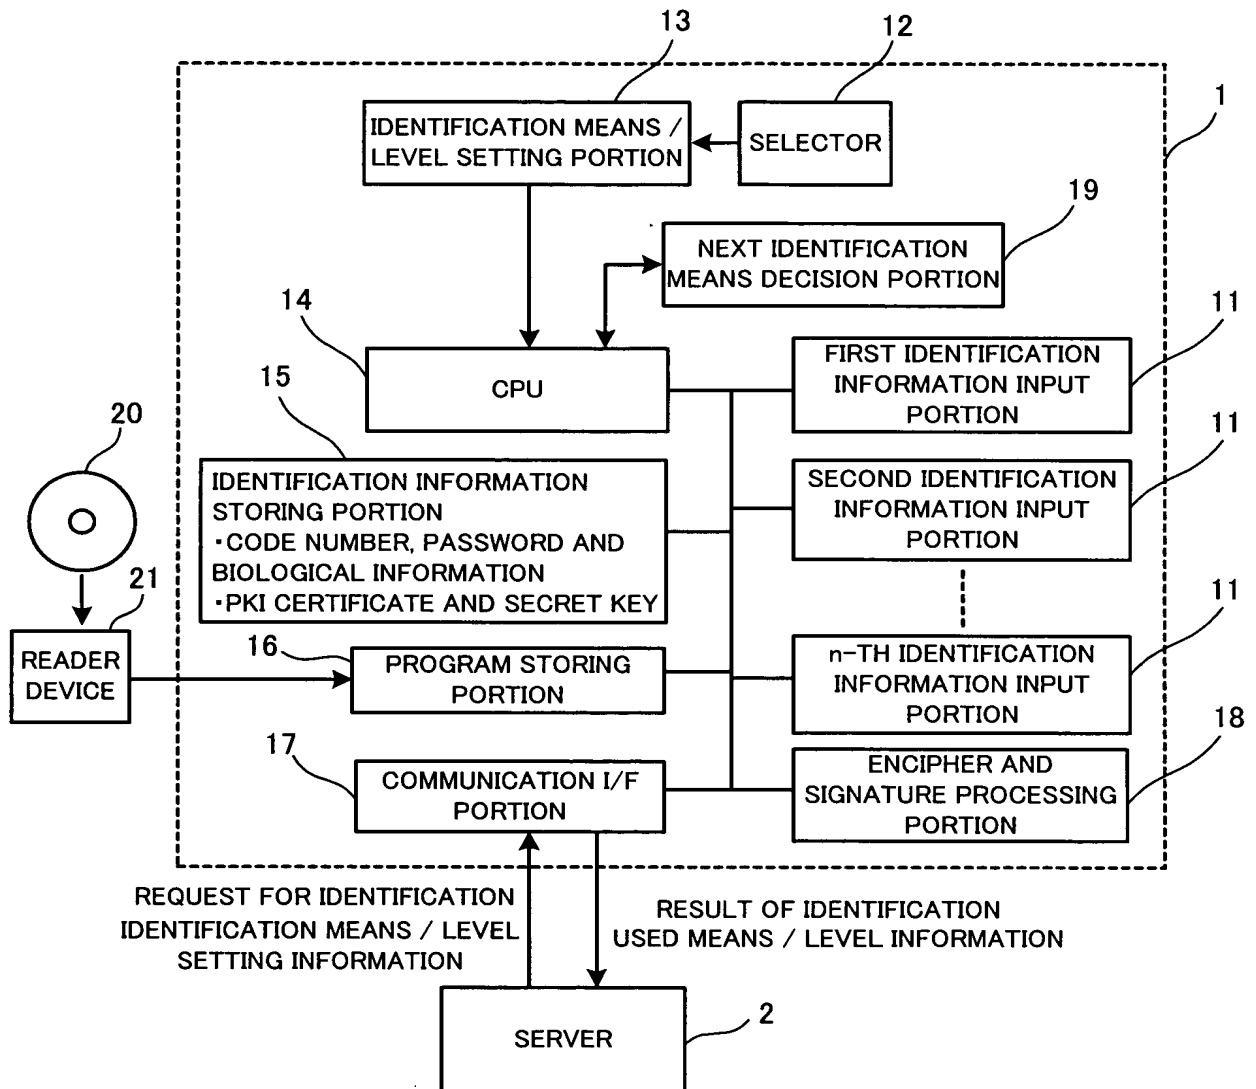 13
12
IDENTIFICATION MEANS /
LEVEL SETTING PORTION
SELECTOR
1
19
NEXT IDENTIFICATION
MEANS DECISION PORTION
14
CPU
11
FIRST IDENTIFICATION
INFORMATION INPUT
PORTION
15
20
IDENTIFICATION INFORMATION
STORING PORTION
・CODE NUMBER, PASSWORD AND
BIOLOGICAL INFORMATION
・PKI CERTIFICATE AND SECRET KEY
11
SECOND IDENTIFICATION
INFORMATION INPUT
PORTION
21
READER
DEVICE
16
PROGRAM STORING
PORTION
11
n-TH IDENTIFICATION
INFORMATION INPUT
PORTION
17
COMMUNICATION I/F
PORTION
18
ENCIPHER AND
SIGNATURE PROCESSING
PORTION
REQUEST FOR IDENTIFICATION
IDENTIFICATION MEANS / LEVEL
SETTING INFORMATION
RESULT OF IDENTIFICATION
USED MEANS / LEVEL INFORMATION
SERVER
2